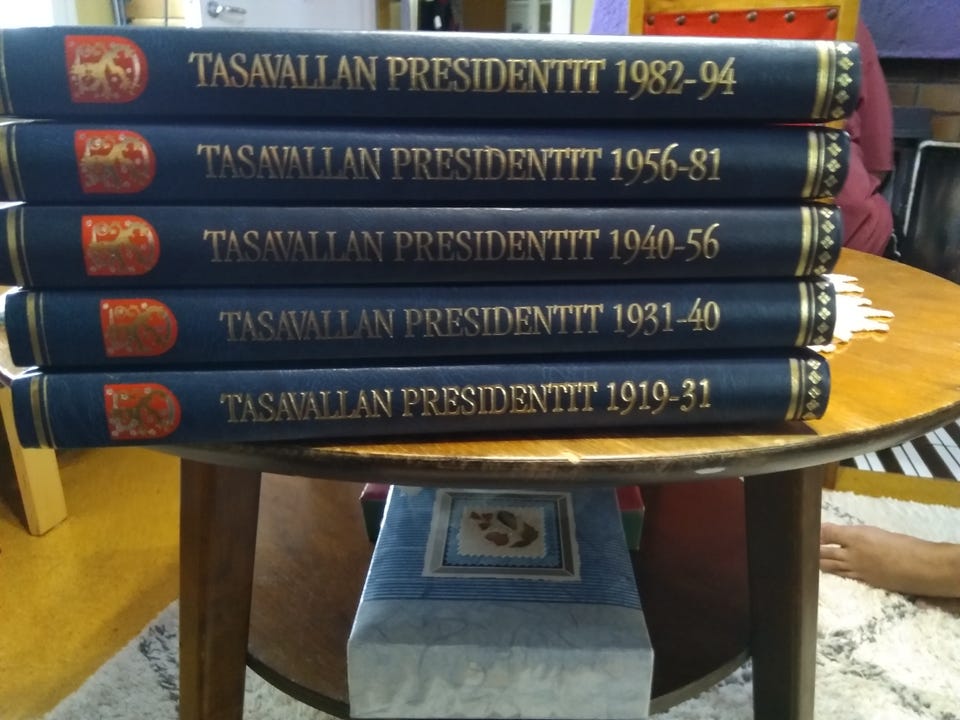 TASAVALLAN PRESIDENTIT 1982-94
TASAVALLAN PRESIDENTIT 1956-81
TASAVALLAN PRESIDENTIT 1940-56
TASAVALLAN PRESIDENTIT 1931-40
TASAVALLAN PRESIDENTIT 1919-31